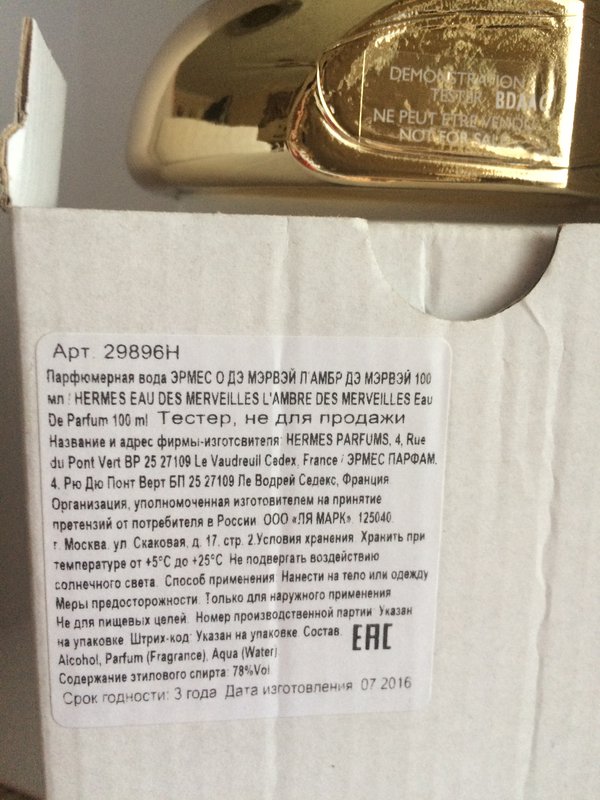 DEMONSTRATION
TESTER BDAA
NE PEUT ETRE VENDU
NOT FOR SALE
Арт. 29896H
Парфюмерная вода ЭРМЕС О ДЭ МЭРВЭЙ Л'АМБР ДЭ МЭРВЭЙ 100
мл / HERMES EAU DES MERVEILLES L'AMBRE DES MERVEILLES Eau
De Parfum 100 ml Тестер, не для продажи
Название и адрес фирмы-изготовителя: HERMES PARFUMS, 4, Rue
du Pont Vert BP 25 27109 Le Vaudreuil Cedex, France / ЭРМЕС ПАРФАМ,
4, Рю Дю Понт Верт БП 25 27109 Ле Водрей Седекс, Франция
Организация, уполномоченная изготовителем на принятие
претензий от потребителя в России: ООО «ЛЯ МАРК», 125040,
г. Москва, ул. Скаковая, д. 17, стр. 2.Условия хранения: Хранить при
температуре от +5°C до +25°C. Не подвергать воздействию
солнечного света. Способ применения: Нанести на тело или одежду
Меры предосторожности: Только для наружного применения.
Не для пищевых целей. Номер производственной партии: Указан
на упаковке. Штрих-код: Указан на упаковке. Состав:
Alcohol, Parfum (Fragrance), Aqua (Water)
EAC
Содержание этилового спирта: 78%Vol
Срок годности: 3 года Дата изготовления: 07.2016